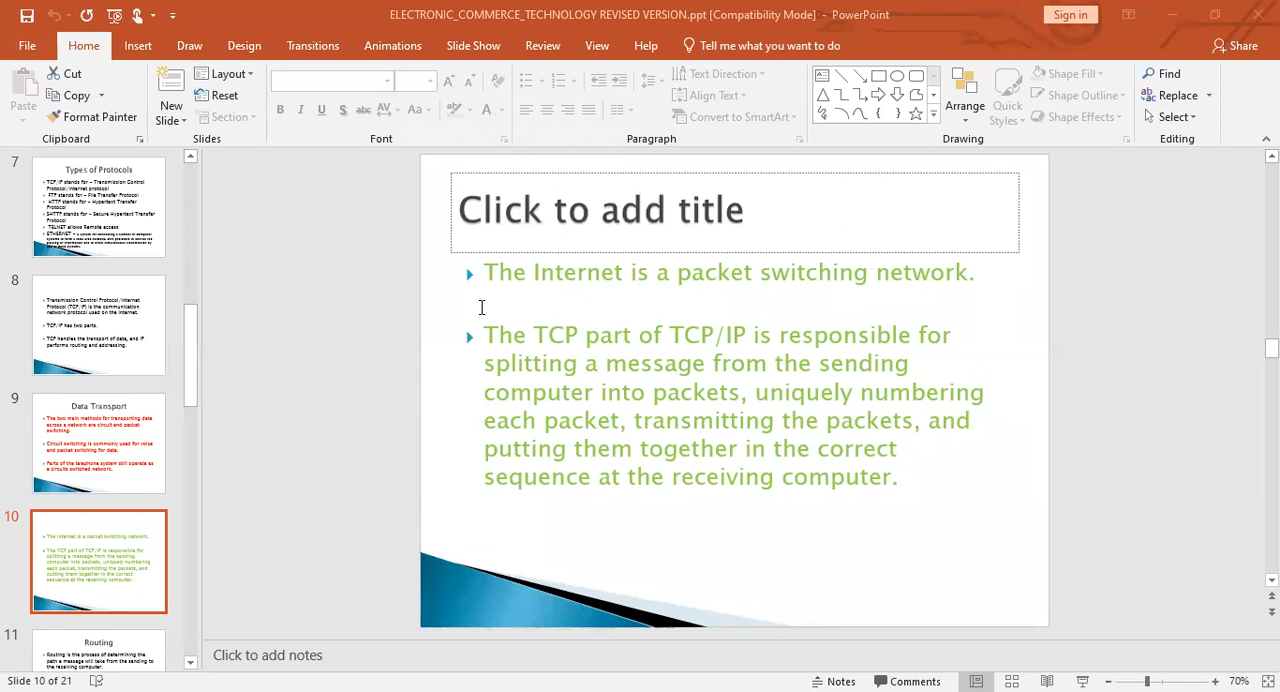 ELECTRONIC_COMMERCE_TECHNOLOGY REVISED VERSION.ppt [Compatibility Mode] - PowerPoint
Sign in
File Home Insert Draw Design Transitions Animations Slide Show Review View Help Tell me what you want to do Share
Paste
Cut
Copy
Format Painter
Clipboard
New Slide
Layout
Reset
Section
Slides
B I U S abc AV Aa A
Font
Text Direction
Align Text
Convert to SmartArt
Paragraph
Arrange
Quick Styles
Shape Fill
Shape Outline
Shape Effects
Drawing
Find
Replace
Select
Editing
7
Types of Protocols
TCP/IP stands for - Transmission Control
Protocol/Internet protocol
FTP stands for - File Transfer Protocol
HTTP stands for - Hypertext Transfer
Protocol
SHTTP stands for - Secure Hypertext Transfer
Protocol
TELNET allows Remote access
8
Transmission Control Protocol/Internet
Protocol (TCP/IP) is the communication
network protocol used on the Internet.
TCP/IP has two parts.
TCP handles the transport of data, and IP
performs routing and addressing.
9
Data Transport
The two main methods for transporting data
across a network are circuit and packet
switching.
Circuit switching is commonly used for voice
and packet switching for data.
Parts of the telephone system still operate as
a circuits switched network.
10
The Internet is a packet switching network.
The TCP part of TCP/IP is responsible for
splitting a message from the sending
computer into packets, uniquely numbering
each packet, transmitting the packets, and
putting them together in the correct
sequence at the receiving computer.
11
Routing
Routing is the process of determining the
path a message will take from the sending to
the receiving computer.
Click to add title
The Internet is a packet switching network.
The TCP part of TCP/IP is responsible for
splitting a message from the sending
computer into packets, uniquely numbering
each packet, transmitting the packets, and
putting them together in the correct
sequence at the receiving computer.
Click to add notes
Slide 10 of 21
Notes
Comments
70%